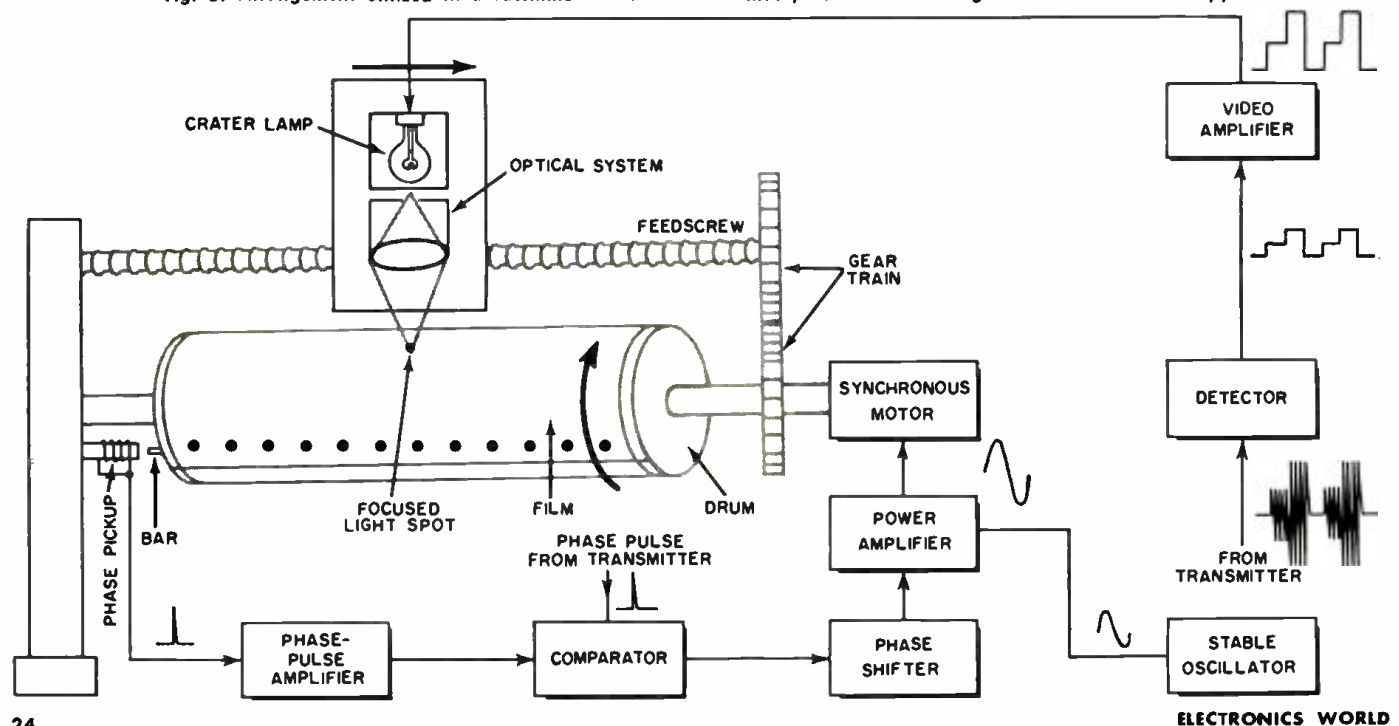 CRATER LAMP
OPTICAL SYSTEM
FEEDSCREW
GEAR
TRAIN
VIDEO
AMPLIFIER
DETECTOR
FROM
TRANSMITTER
SYNCHRONOUS
MOTOR
PHASE PICKUP
BAR
FOCUSED
LIGHT SPOT
FILM
DRUM
PHASE PULSE
FROM TRANSMITTER
POWER
AMPLIFIER
PHASE-
PULSE
AMPLIFIER
COMPARATOR
PHASE
SHIFTER
STABLE
OSCILLATOR
24
ELECTRONICS WORLD